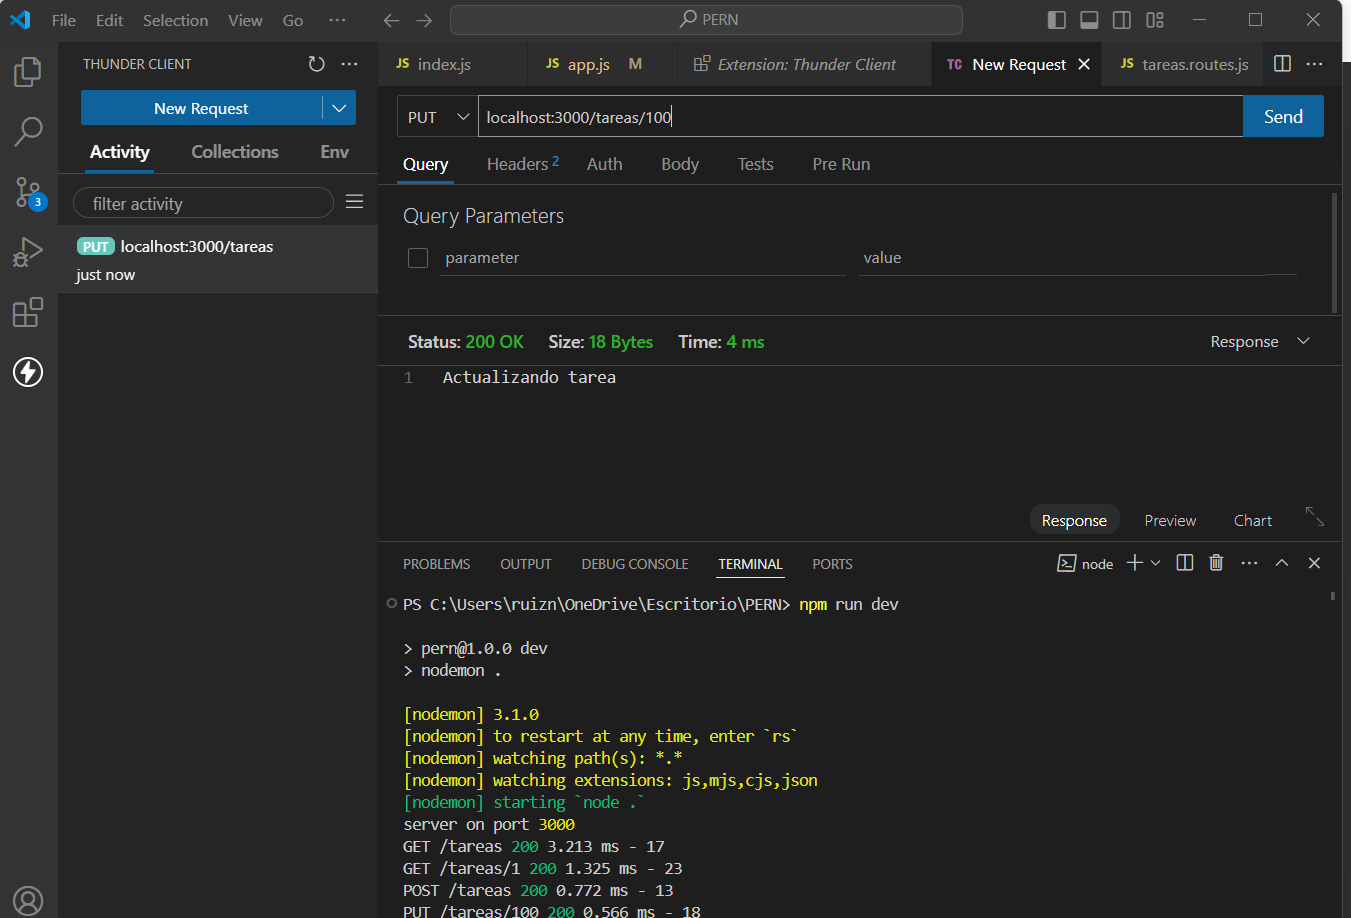 File Edit Selection View Go ··· PERN
THUNDER CLIENT
New Request
Activity Collections Env
filter activity
PUT localhost:3000/tareas
just now
3
JS index.js JS app.js M Extension: Thunder Client TC New Request JS tareas.routes.js
PUT localhost:3000/tareas/100 Send
Query Headers 2 Auth Body Tests Pre Run
Query Parameters
parameter value
Status: 200 OK Size: 18 Bytes Time: 4 ms Response
1 Actualizando tarea
Response Preview Chart
PROBLEMS OUTPUT DEBUG CONSOLE TERMINAL PORTS node
PS C:\Users\ruizn\OneDrive\Escritorio\PERN> npm run dev
> pern@1.0.0 dev
> nodemon .
[nodemon] 3.1.0
[nodemon] to restart at any time, enter `rs`
[nodemon] watching path(s): *.*
[nodemon] watching extensions: js,mjs,cjs,json
[nodemon] starting `node .`
server on port 3000
GET /tareas 200 3.213 ms - 17
GET /tareas/1 200 1.325 ms - 23
POST /tareas 200 0.772 ms - 13
PUT /tareas/100 200 0.566 ms - 18